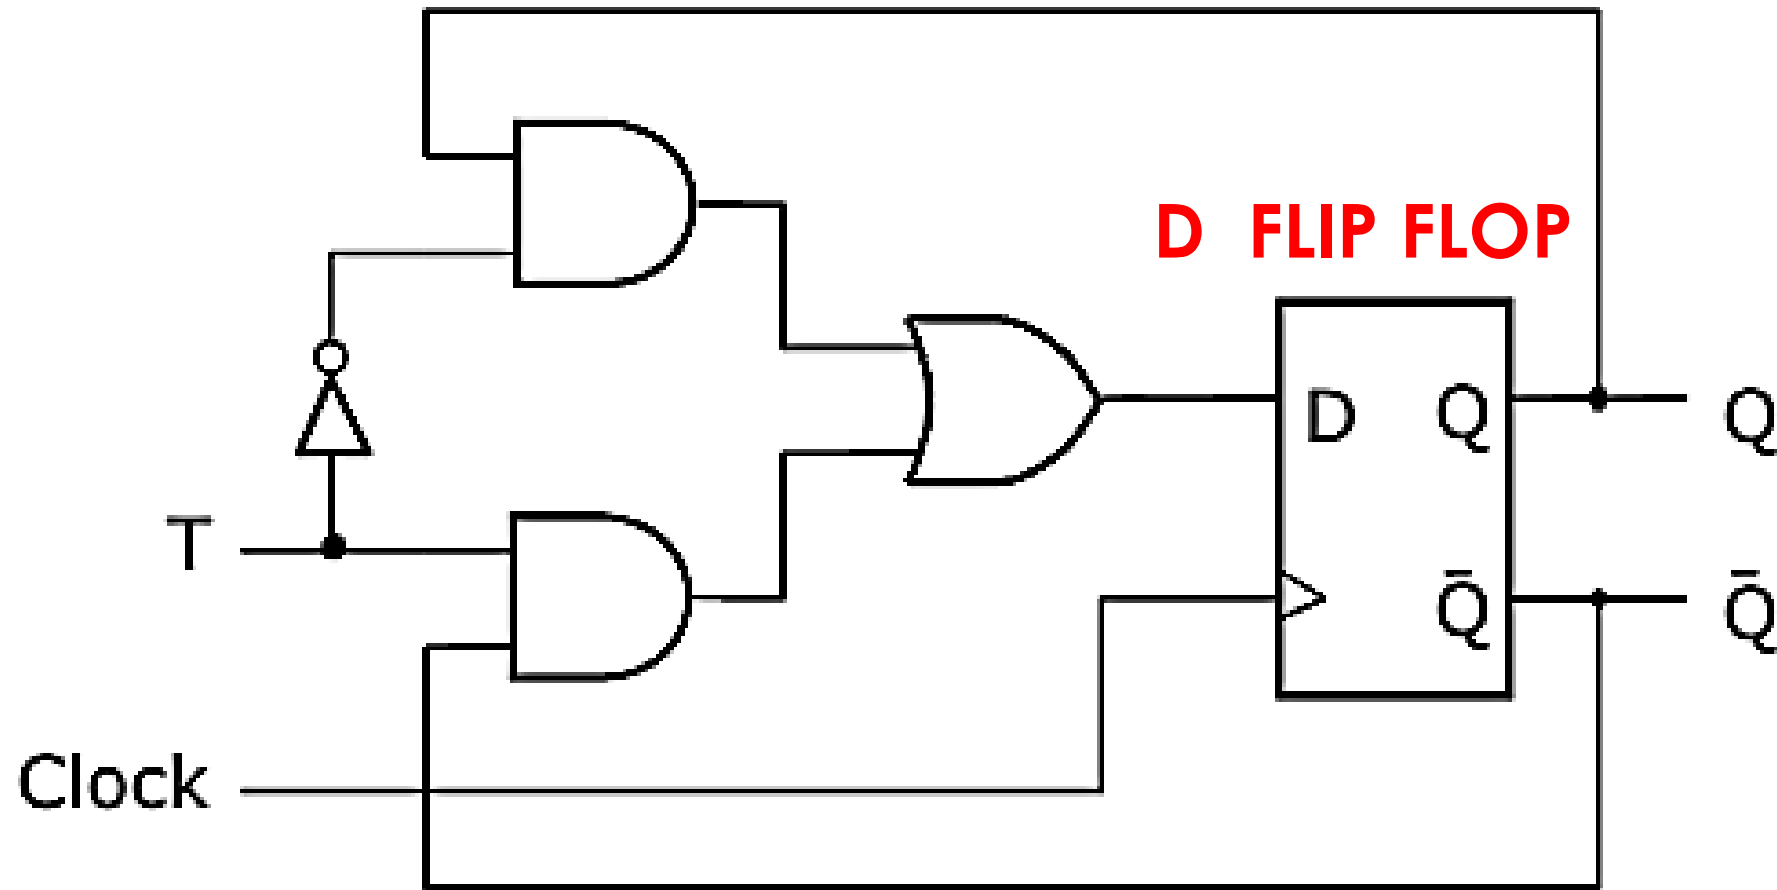 D FLIP FLOP
D Q Q
T
Q̄ Q̄
Clock